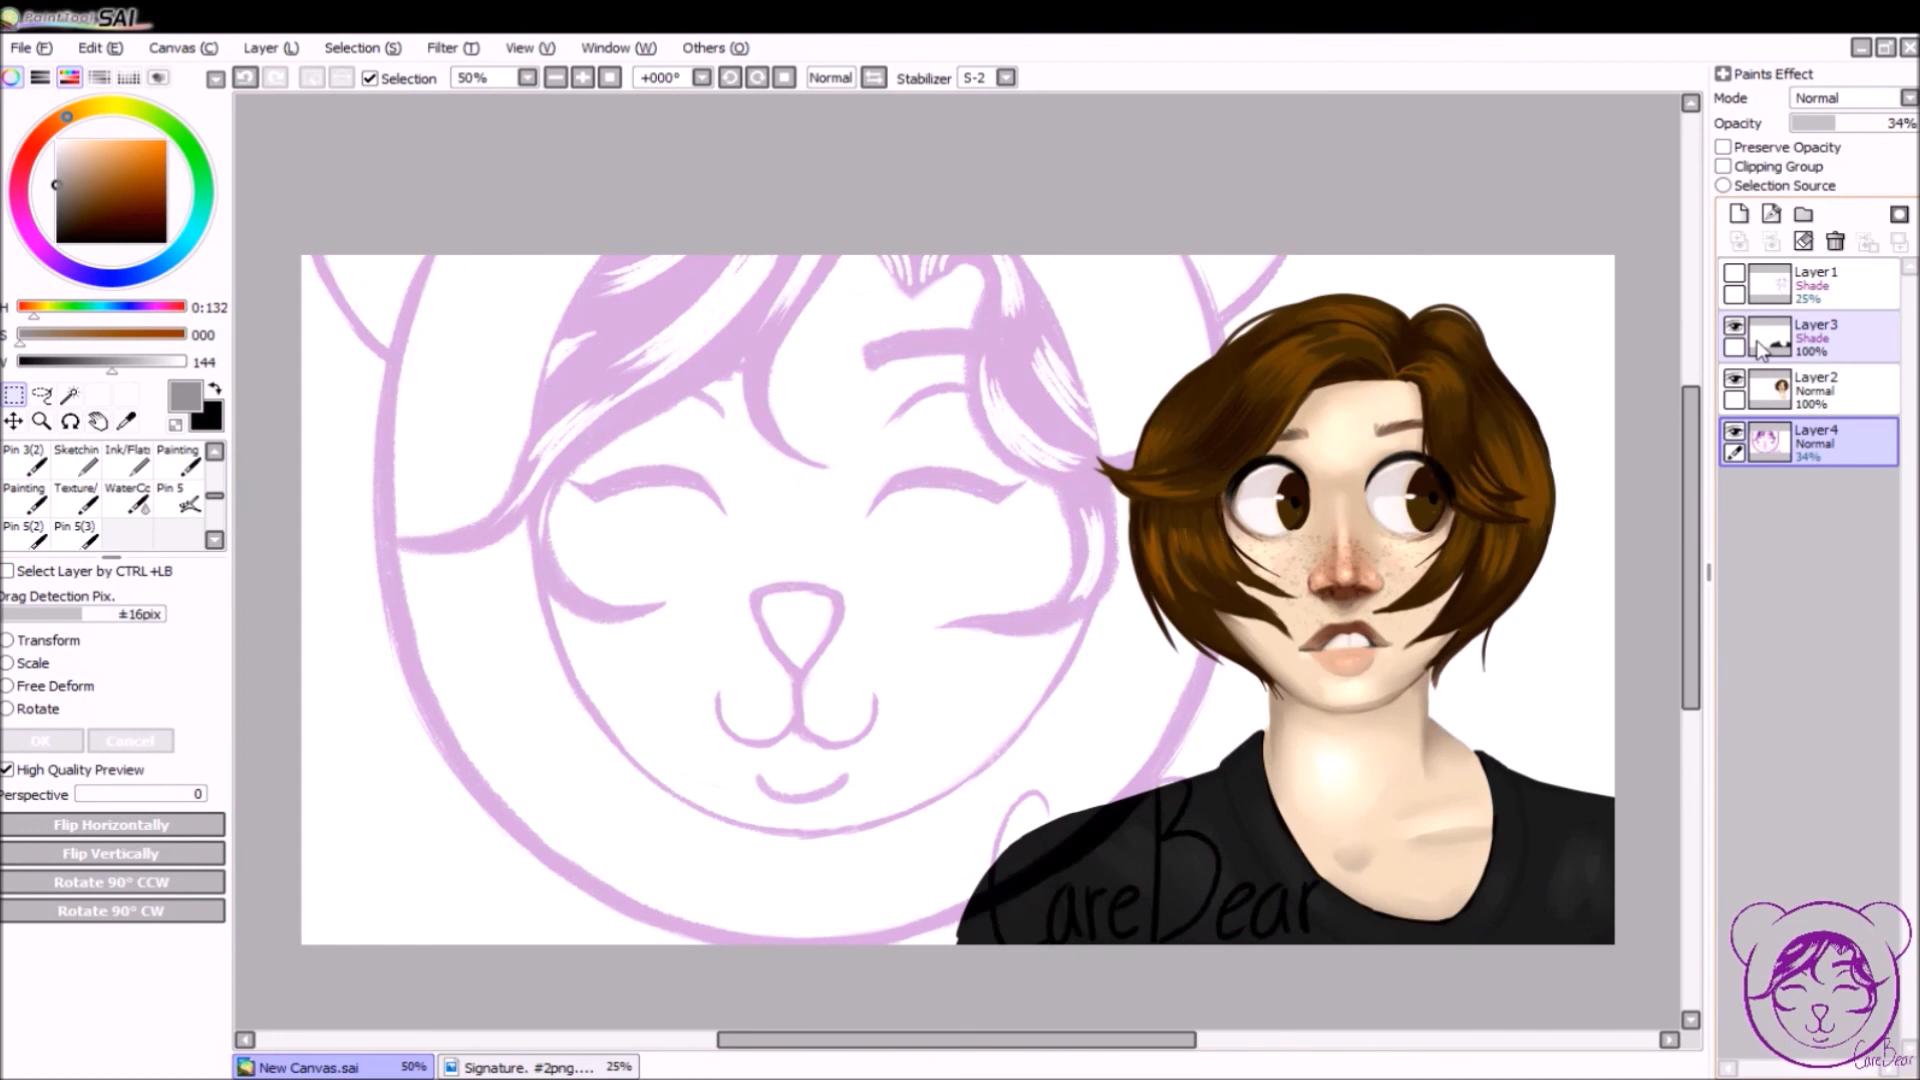 PaintTool SAI
File (F) Edit (E) Canvas (C) Layer (L) Selection (S) Filter (T) View (V) Window (W) Others (O)
Selection 50% +000° Normal Stabilizer S-2
Paints Effect
Mode Normal
Opacity 34%
Preserve Opacity
Clipping Group
Selection Source
Layer1
Shade
25%
Layer3
Shade
100%
Layer2
Normal
100%
Layer4
Normal
34%
H 0:132
S 000
V 144
Pin 3(2) Sketchin Ink/Flat Painting
Painting Texture/ WaterCo Pin 5
Pin 5(2) Pin 5(3)
Select Layer by CTRL+LB
Drag Detection Pix.
±16pix
Transform
Scale
Free Deform
Rotate
OK Cancel
High Quality Preview
Perspective 0
Flip Horizontally
Flip Vertically
Rotate 90° CCW
Rotate 90° CW
CareBear
New Canvas.sai 50% Signature. #2png.... 25%
CareBear